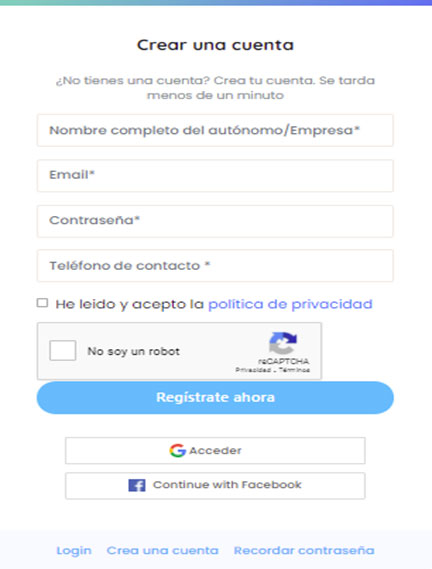 Crear una cuenta
¿No tienes una cuenta? Crea tu cuenta. Se tarda
menos de un minuto
Nombre completo del autónomo/Empresa*
Email*
Contraseña*
Teléfono de contacto *
He leido y acepto la política de privacidad
No soy un robot
reCAPTCHA
Privacidad - Términos
Regístrate ahora
Acceder
Continue with Facebook
Login Crea una cuenta Recordar contraseña